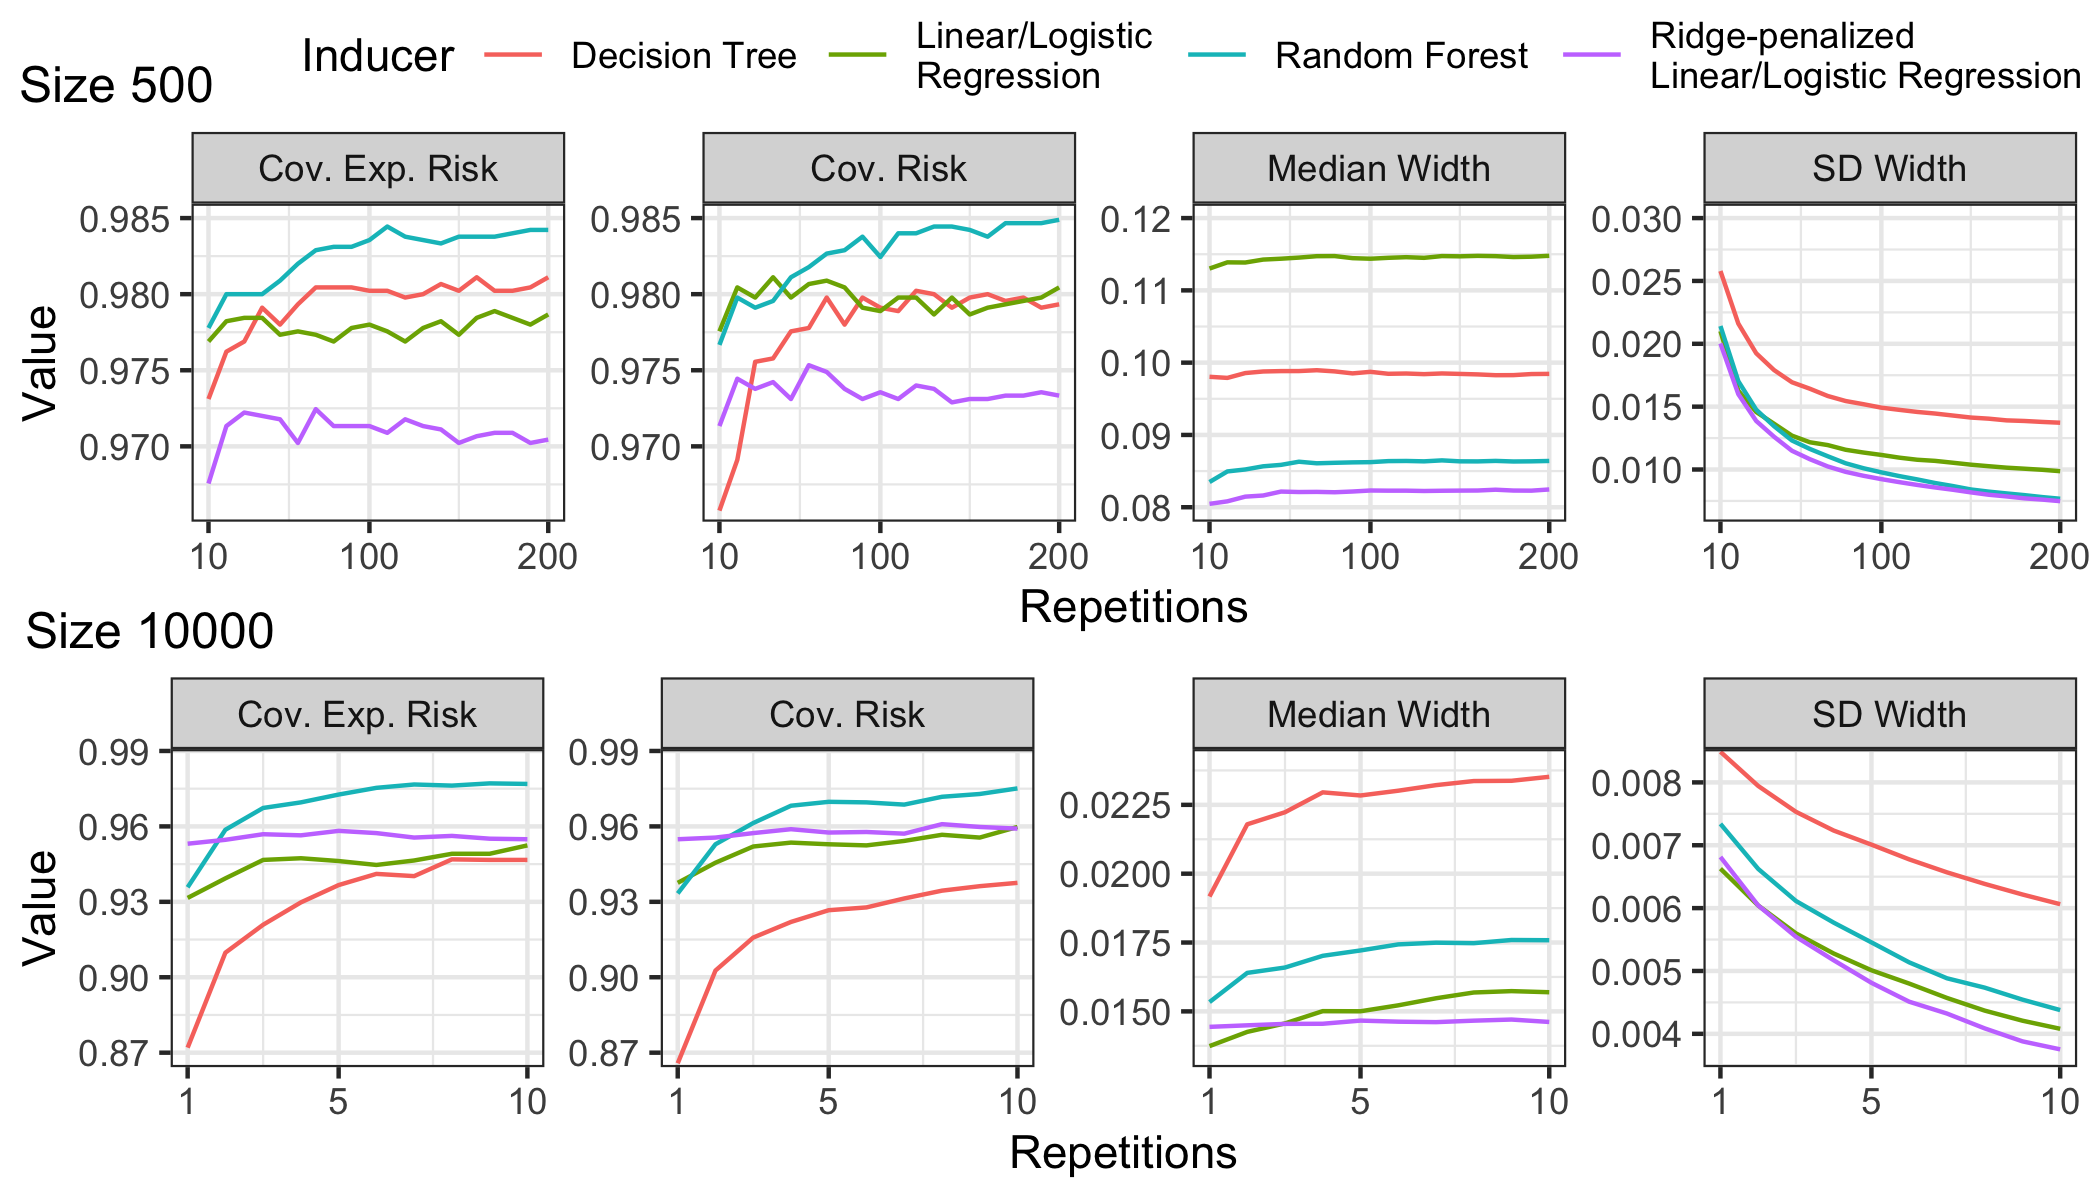 Inducer
Decision Tree
Linear/Logistic
Regression
Random Forest
Ridge-penalized
Linear/Logistic Regression
Size 500
Value
Cov. Exp. Risk
0.985
0.980
0.975
0.970
10 100 200
Cov. Risk
0.985
0.980
0.975
0.970
10 100 200
Median Width
0.12
0.11
0.10
0.09
0.08
10 100 200
SD Width
0.030
0.025
0.020
0.015
0.010
10 100 200
Repetitions
Size 10000
Value
Cov. Exp. Risk
0.99
0.96
0.93
0.90
0.87
1 5 10
Cov. Risk
0.99
0.96
0.93
0.90
0.87
1 5 10
Median Width
0.0225
0.0200
0.0175
0.0150
1 5 10
SD Width
0.008
0.007
0.006
0.005
0.004
1 5 10
Repetitions